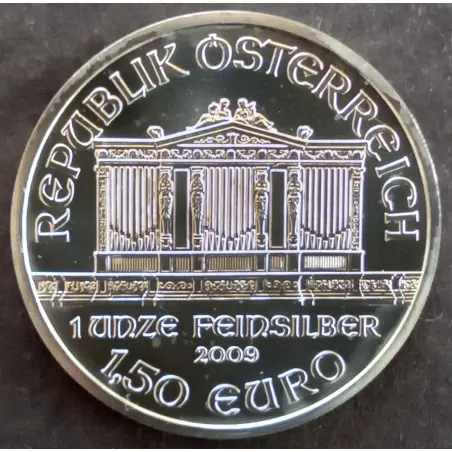 REPUBLIK ÖSTERREICH
1 UNZE FEINSILBER
2009
1,50 EURO